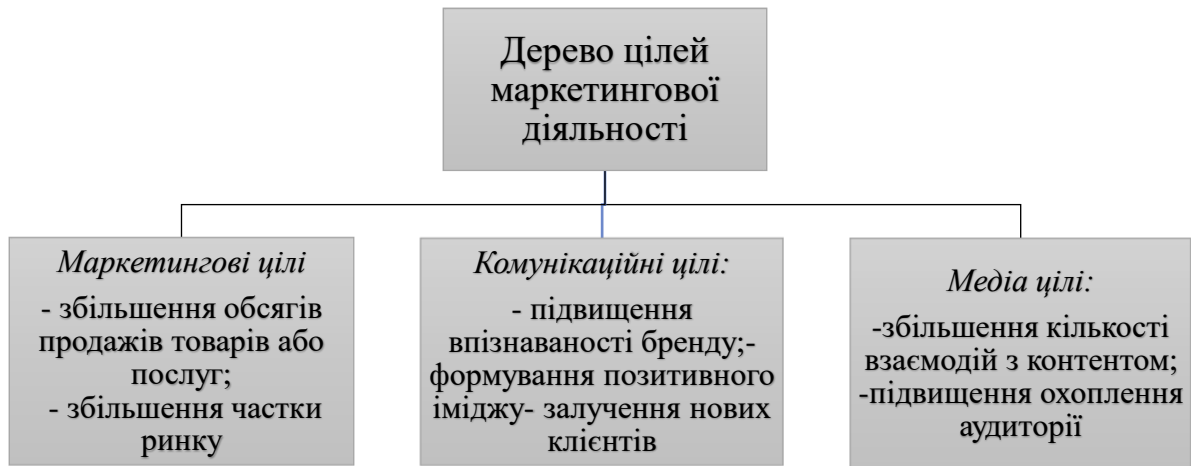 Дерево цілей
маркетингової
діяльності
Маркетингові цілі
- збільшення обсягів
продажів товарів або
послуг;
- збільшення частки
ринку
Комунікаційні цілі:
- підвищення
впізнаваності бренду;-
формування позитивного
іміджу- залучення нових
клієнтів
Медіа цілі:
-збільшення кількості
взаємодій з контентом;
-підвищення охоплення
аудиторії